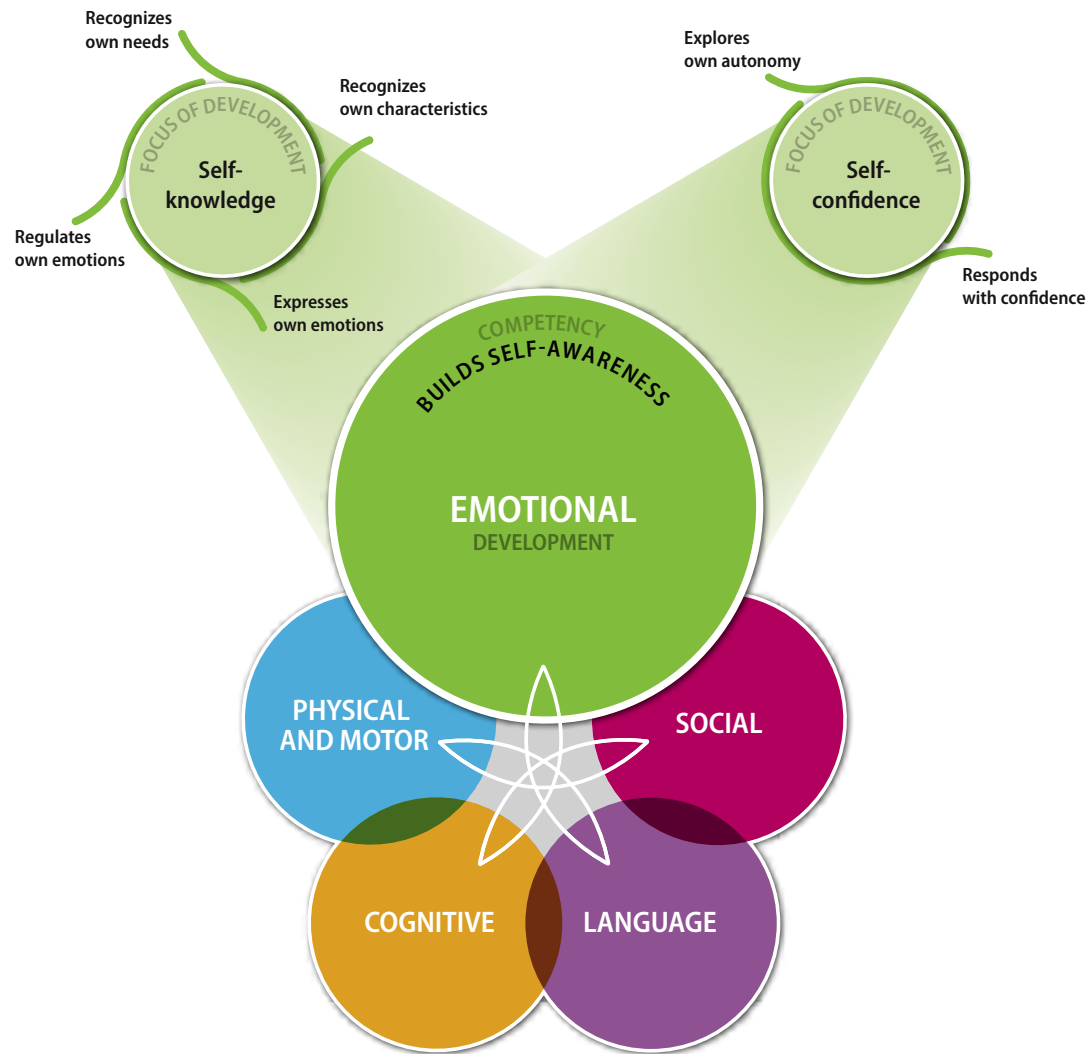 Recognizes
own needs
Recognizes
own characteristics
FOCUS OF DEVELOPMENT
Self-
knowledge
Regulates
own emotions
Expresses
own emotions
Explores
own autonomy
FOCUS OF DEVELOPMENT
Self-
confidence
Responds
with confidence
COMPETENCY
BUILDS SELF-AWARENESS
EMOTIONAL
DEVELOPMENT
PHYSICAL
AND MOTOR
SOCIAL
COGNITIVE
LANGUAGE